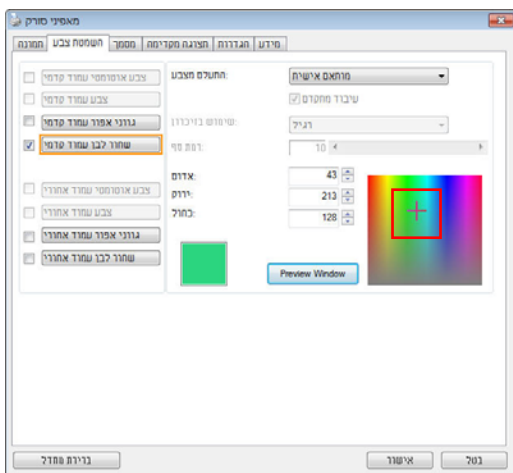 מאפיני סורק
תמונה השמטת צבע מסמך תצוגה מקדימה הגדרות מידע
צבע אוטומטי עמוד קדמי
צבע עמוד קדמי
גווני אפור עמוד קדמי
שחור לבן עמוד קדמי
צבע אוטומטי עמוד אחורי
צבע עמוד אחורי
גווני אפור עמוד אחורי
שחור לבן עמוד אחורי
התעלם מצבע: מותאם אישית
עיבוד מתקדם
שימוש בזיכרון: רגיל
רמת סף: 10
אדום: 43
ירוק: 213
כחול: 128
Preview Window
ברירת מחדל
אישור
בטל